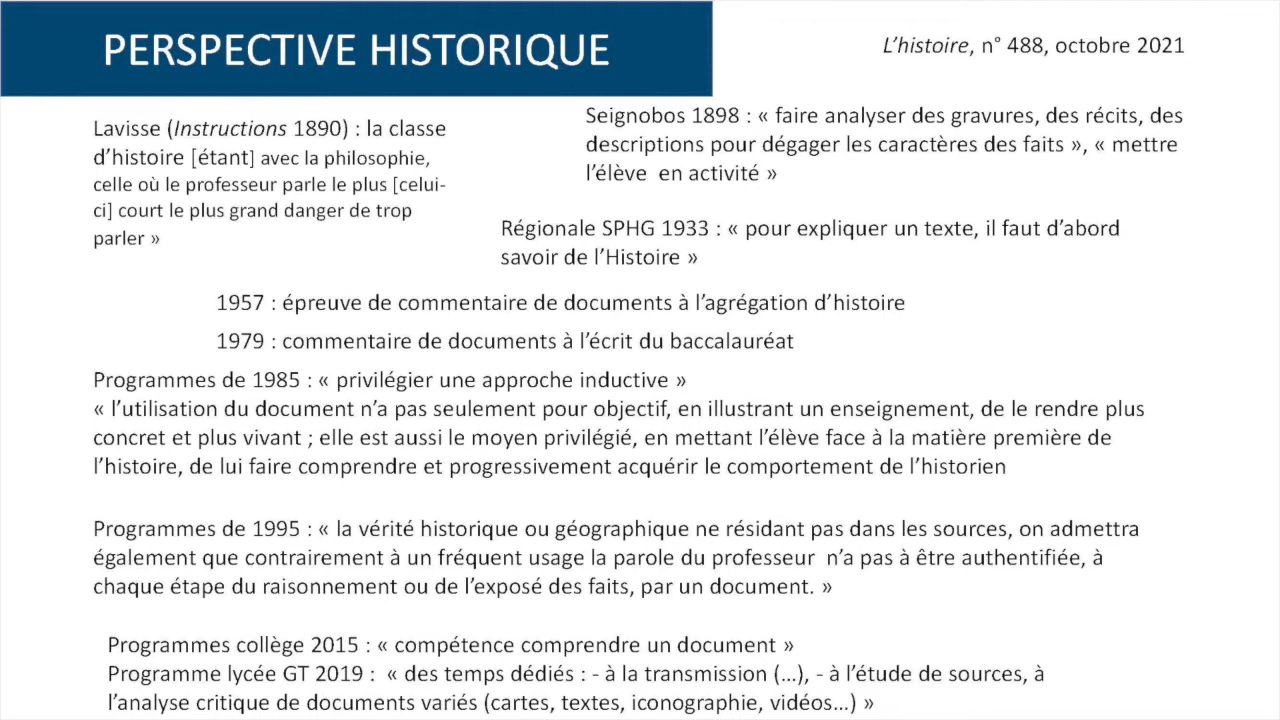 PERSPECTIVE HISTORIQUE
L’histoire, n° 488, octobre 2021
Lavisse (Instructions 1890) : la classe
d’histoire [étant] avec la philosophie,
celle où le professeur parle le plus [celui-
ci] court le plus grand danger de trop
parler »
Seignobos 1898 : « faire analyser des gravures, des récits, des
descriptions pour dégager les caractères des faits », « mettre
l’élève en activité »
Régionale SPHG 1933 : « pour expliquer un texte, il faut d’abord
savoir de l’Histoire »
1957 : épreuve de commentaire de documents à l’agrégation d’histoire
1979 : commentaire de documents à l’écrit du baccalauréat
Programmes de 1985 : « privilégier une approche inductive »
« l’utilisation du document n’a pas seulement pour objectif, en illustrant un enseignement, de le rendre plus
concret et plus vivant ; elle est aussi le moyen privilégié, en mettant l’élève face à la matière première de
l’histoire, de lui faire comprendre et progressivement acquérir le comportement de l’historien
Programmes de 1995 : « la vérité historique ou géographique ne résidant pas dans les sources, on admettra
également que contrairement à un fréquent usage la parole du professeur n’a pas à être authentifiée, à
chaque étape du raisonnement ou de l’exposé des faits, par un document. »
Programmes collège 2015 : « compétence comprendre un document »
Programme lycée GT 2019 : « des temps dédiés : - à la transmission (…), - à l’étude de sources, à
l’analyse critique de documents variés (cartes, textes, iconographie, vidéos…) »